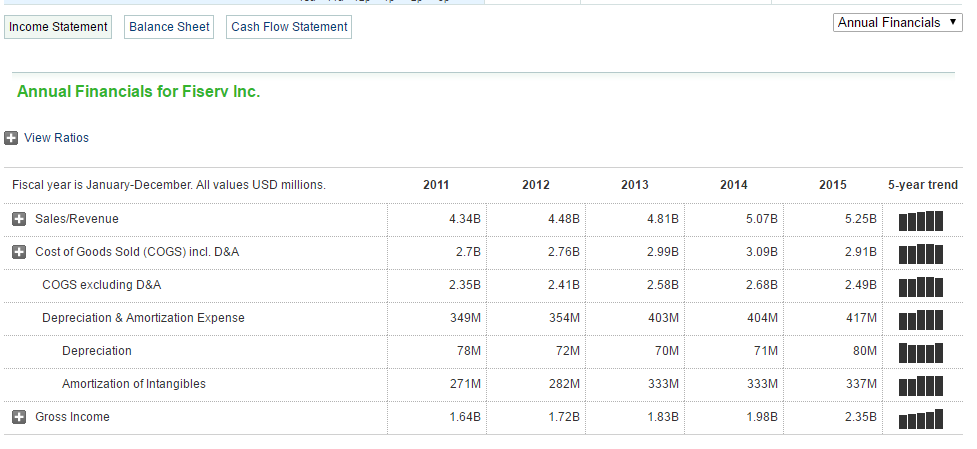 Income Statement Balance Sheet Cash Flow Statement Annual Financials ▼
Annual Financials for Fiserv Inc.
View Ratios
Fiscal year is January-December. All values USD millions. 2011 2012 2013 2014 2015 5-year trend
Sales/Revenue 4.34B 4.48B 4.81B 5.07B 5.25B
Cost of Goods Sold (COGS) incl. D&A 2.7B 2.76B 2.99B 3.09B 2.91B
COGS excluding D&A 2.35B 2.41B 2.58B 2.68B 2.49B
Depreciation & Amortization Expense 349M 354M 403M 404M 417M
Depreciation 78M 72M 70M 71M 80M
Amortization of Intangibles 271M 282M 333M 333M 337M
Gross Income 1.64B 1.72B 1.83B 1.98B 2.35B